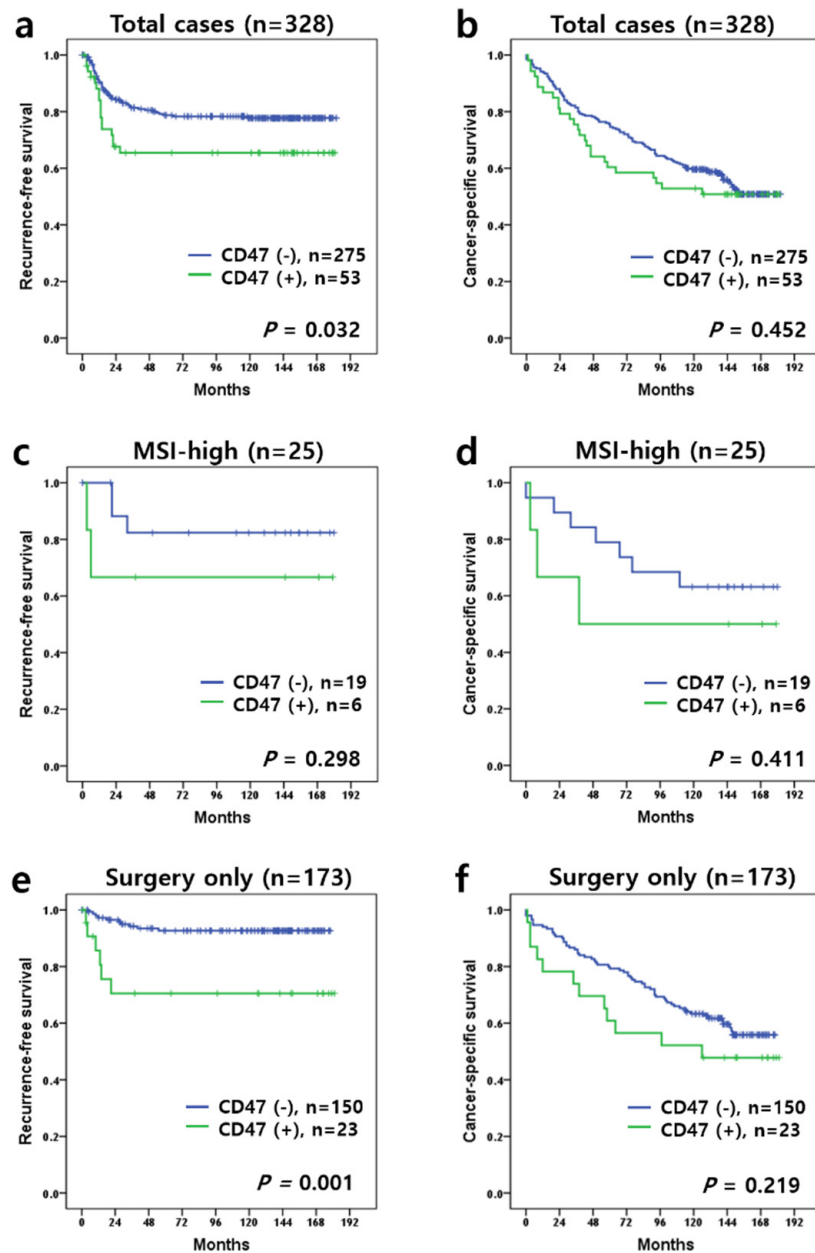 a Total cases (n=328)
1.0
0.8
0.6
0.4
0.2
0.0
Recurrence-free survival
CD47 (-), n=275
CD47 (+), n=53
P = 0.032
0 24 48 72 96 120 144 168 192
Months
b Total cases (n=328)
1.0
0.8
0.6
0.4
0.2
0.0
Cancer-specific survival
CD47 (-), n=275
CD47 (+), n=53
P = 0.452
0 24 48 72 96 120 144 168 192
Months
c MSI-high (n=25)
1.0
0.8
0.6
0.4
0.2
0.0
Recurrence-free survival
CD47 (-), n=19
CD47 (+), n=6
P = 0.298
0 24 48 72 96 120 144 168 192
Months
d MSI-high (n=25)
1.0
0.8
0.6
0.4
0.2
0.0
Cancer-specific survival
CD47 (-), n=19
CD47 (+), n=6
P = 0.411
0 24 48 72 96 120 144 168 192
Months
e Surgery only (n=173)
1.0
0.8
0.6
0.4
0.2
0.0
Recurrence-free survival
CD47 (-), n=150
CD47 (+), n=23
P = 0.001
0 24 48 72 96 120 144 168 192
Months
f Surgery only (n=173)
1.0
0.8
0.6
0.4
0.2
0.0
Cancer-specific survival
CD47 (-), n=150
CD47 (+), n=23
P = 0.219
0 24 48 72 96 120 144 168 192
Months